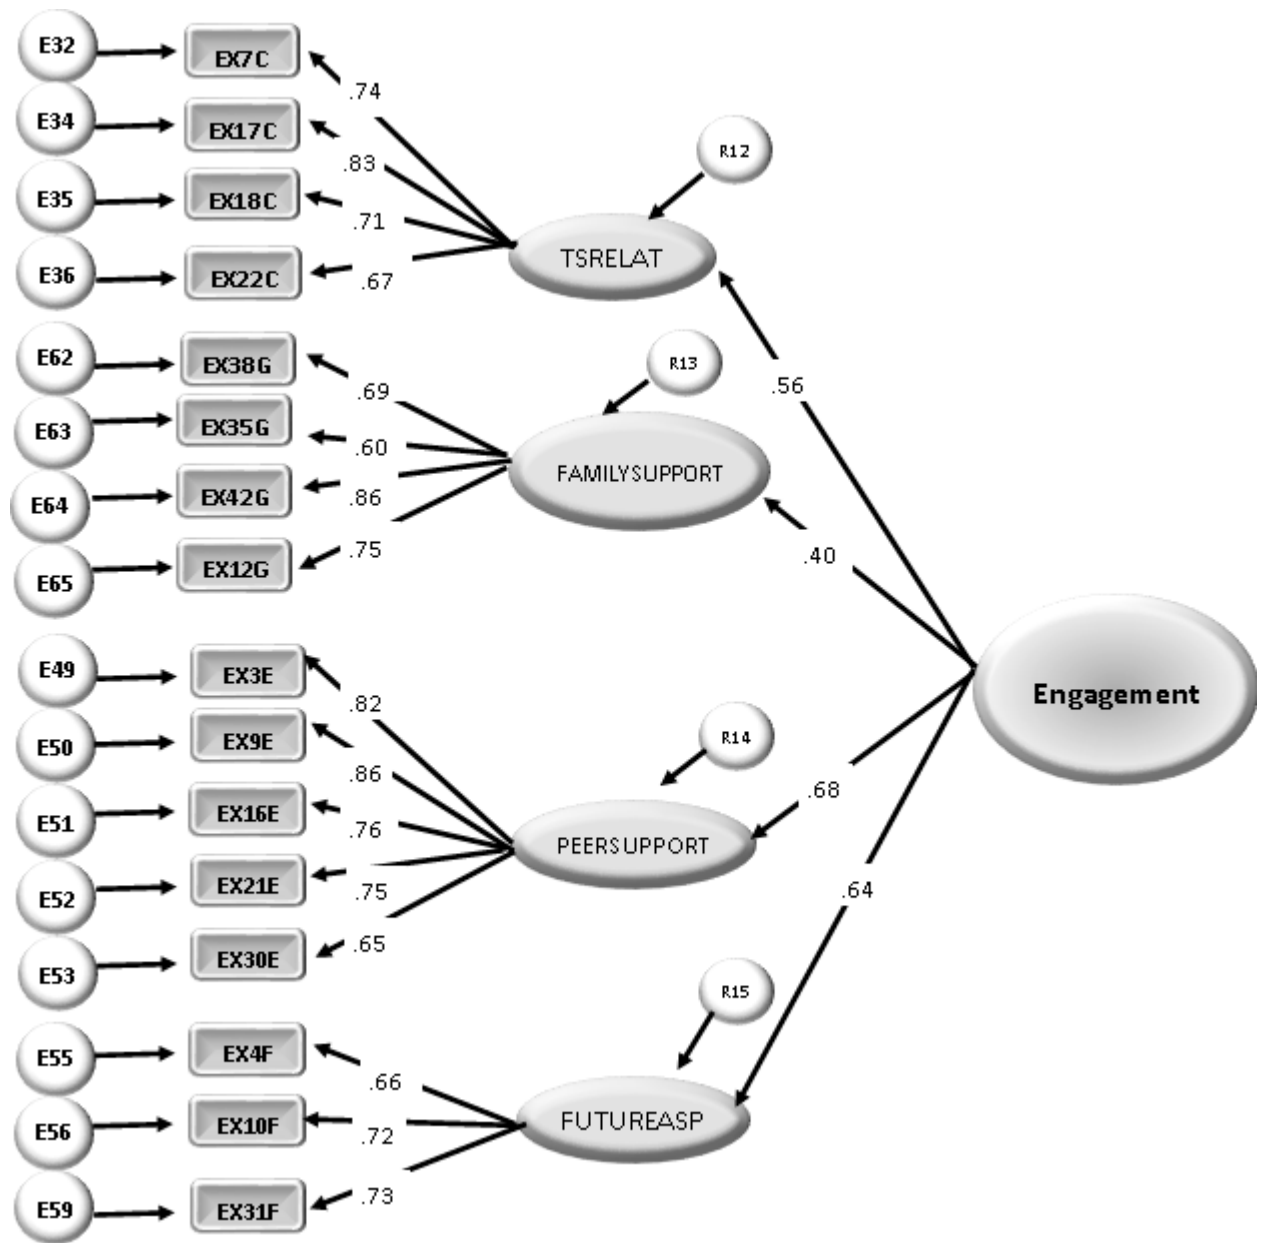 E32
EX7C
.74
E34
EX17C
.83
R12
E35
EX18C
.71
TSRELAT
E36
EX22C
.67
E62
EX38G
.69
R13
.56
E63
EX35G
.60
FAMILYSUPPORT
E64
EX42G
.86
.40
E65
EX12G
.75
Engagement
E49
EX3E
.82
E50
EX9E
.86
R14
E51
EX16E
.76
.68
PEERSUPPORT
E52
EX21E
.75
.64
E53
EX30E
.65
R15
E55
EX4F
.66
FUTUREASP
E56
EX10F
.72
E59
EX31F
.73